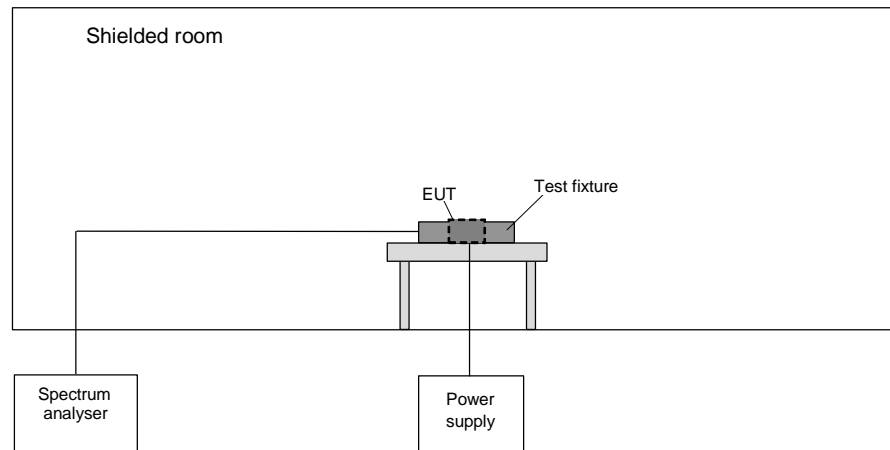 Shielded room
EUT
Test fixture
Spectrum
analyser
Power
supply